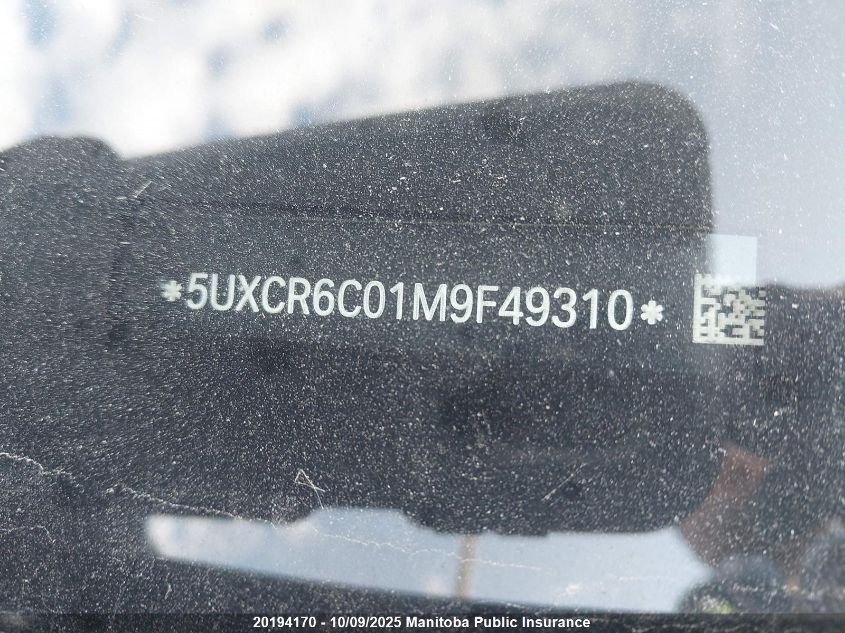 *5UXCR6C01M9F49310*
20194170 - 10/09/2025 Manitoba Public Insurance